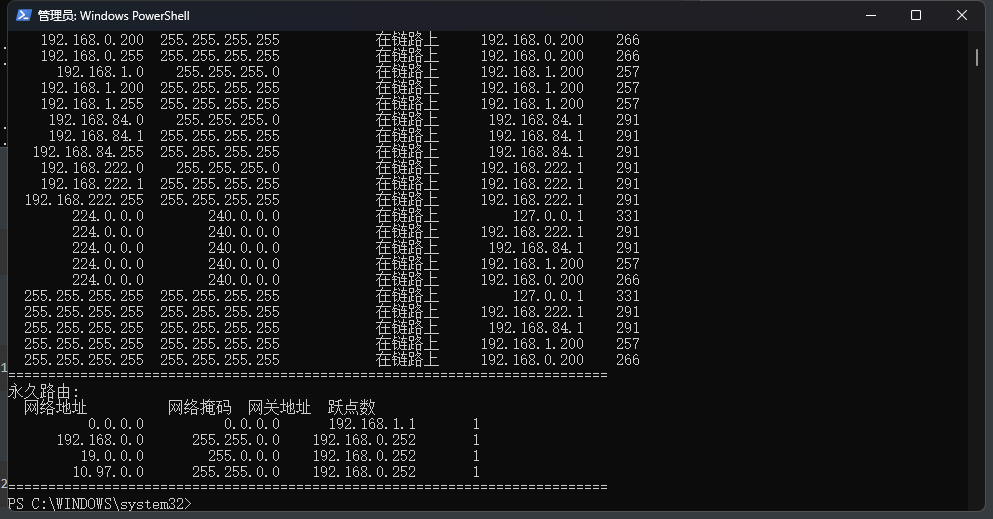 管理员: Windows PowerShell
192.168.0.200 255.255.255.255 在链路上 192.168.0.200 266
192.168.0.255 255.255.255.255 在链路上 192.168.0.200 266
192.168.1.0 255.255.255.0 在链路上 192.168.1.200 257
192.168.1.200 255.255.255.255 在链路上 192.168.1.200 257
192.168.1.255 255.255.255.255 在链路上 192.168.1.200 257
192.168.84.0 255.255.255.0 在链路上 192.168.84.1 291
192.168.84.1 255.255.255.255 在链路上 192.168.84.1 291
192.168.84.255 255.255.255.255 在链路上 192.168.84.1 291
192.168.222.0 255.255.255.0 在链路上 192.168.222.1 291
192.168.222.1 255.255.255.255 在链路上 192.168.222.1 291
192.168.222.255 255.255.255.255 在链路上 192.168.222.1 291
224.0.0.0 240.0.0.0 在链路上 127.0.0.1 331
224.0.0.0 240.0.0.0 在链路上 192.168.222.1 291
224.0.0.0 240.0.0.0 在链路上 192.168.84.1 291
224.0.0.0 240.0.0.0 在链路上 192.168.1.200 257
224.0.0.0 240.0.0.0 在链路上 192.168.0.200 266
255.255.255.255 255.255.255.255 在链路上 127.0.0.1 331
255.255.255.255 255.255.255.255 在链路上 192.168.222.1 291
255.255.255.255 255.255.255.255 在链路上 192.168.84.1 291
255.255.255.255 255.255.255.255 在链路上 192.168.1.200 257
255.255.255.255 255.255.255.255 在链路上 192.168.0.200 266
===========================================================================
永久路由:
网络地址 网络掩码 网关地址 跃点数
0.0.0.0 0.0.0.0 192.168.1.1 1
192.168.0.0 255.255.0.0 192.168.0.252 1
19.0.0.0 255.0.0.0 192.168.0.252 1
10.97.0.0 255.255.0.0 192.168.0.252 1
===========================================================================
PS C:\WINDOWS\system32>
1
2